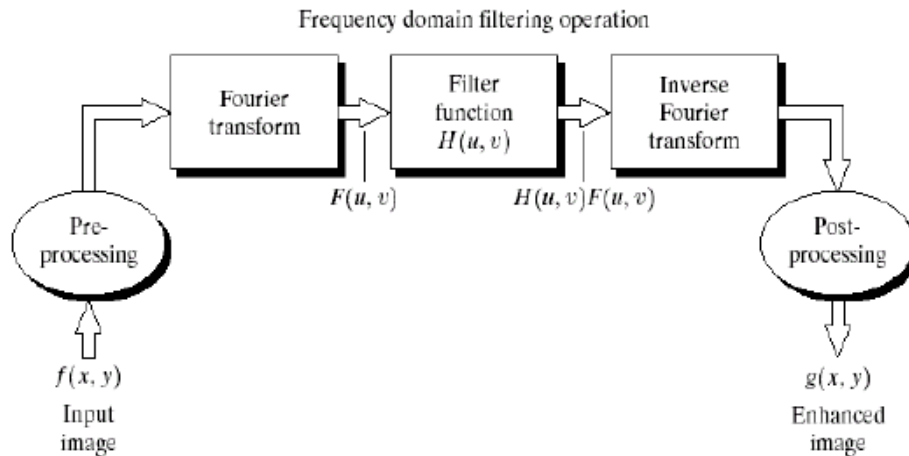 Frequency domain filtering operation
Fourier
transform
Filter
function
H(u, v)
Inverse
Fourier
transform
F(u, v)
H(u, v)F(u, v)
Pre-
processing
Post-
processing
f(x, y)
Input
image
g(x, y)
Enhanced
image